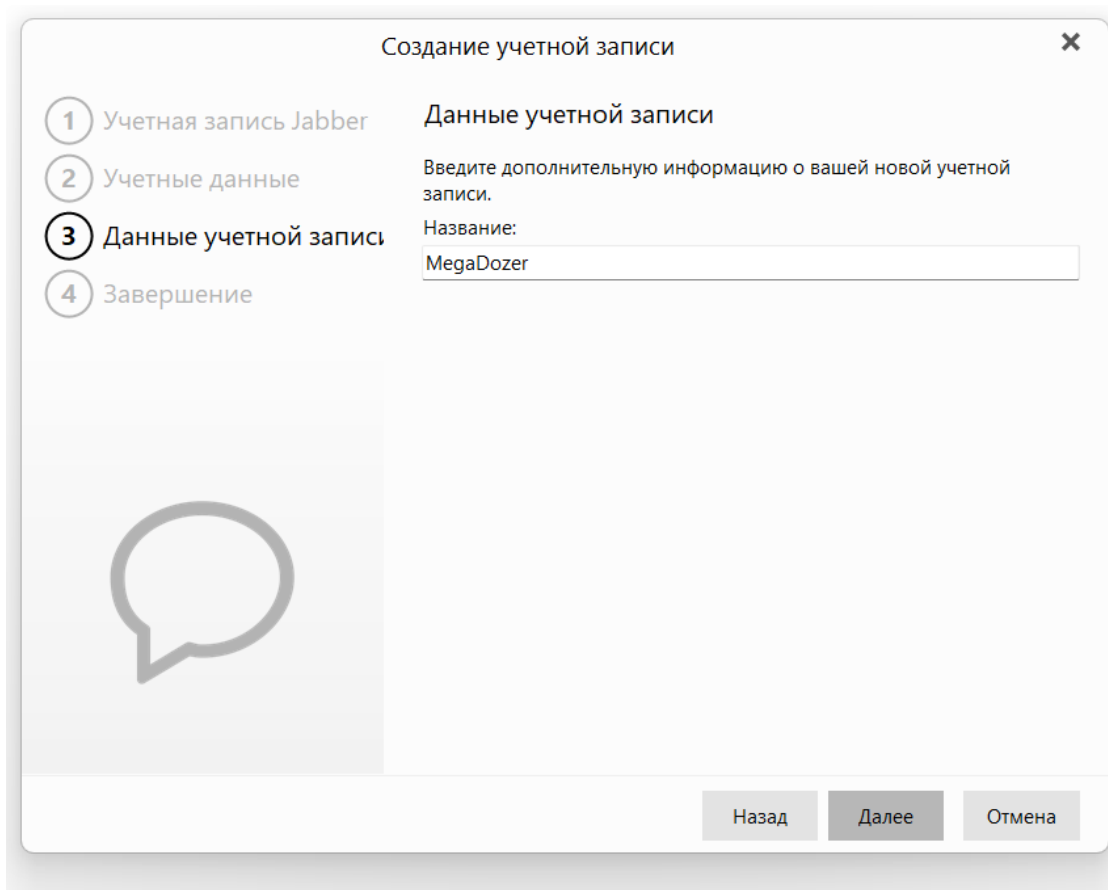 Создание учетной записи
1 Учетная запись Jabber
2 Учетные данные
3 Данные учетной записи
4 Завершение
Данные учетной записи
Введите дополнительную информацию о вашей новой учетной
записи.
Название:
MegaDozer
Назад
Далее
Отмена